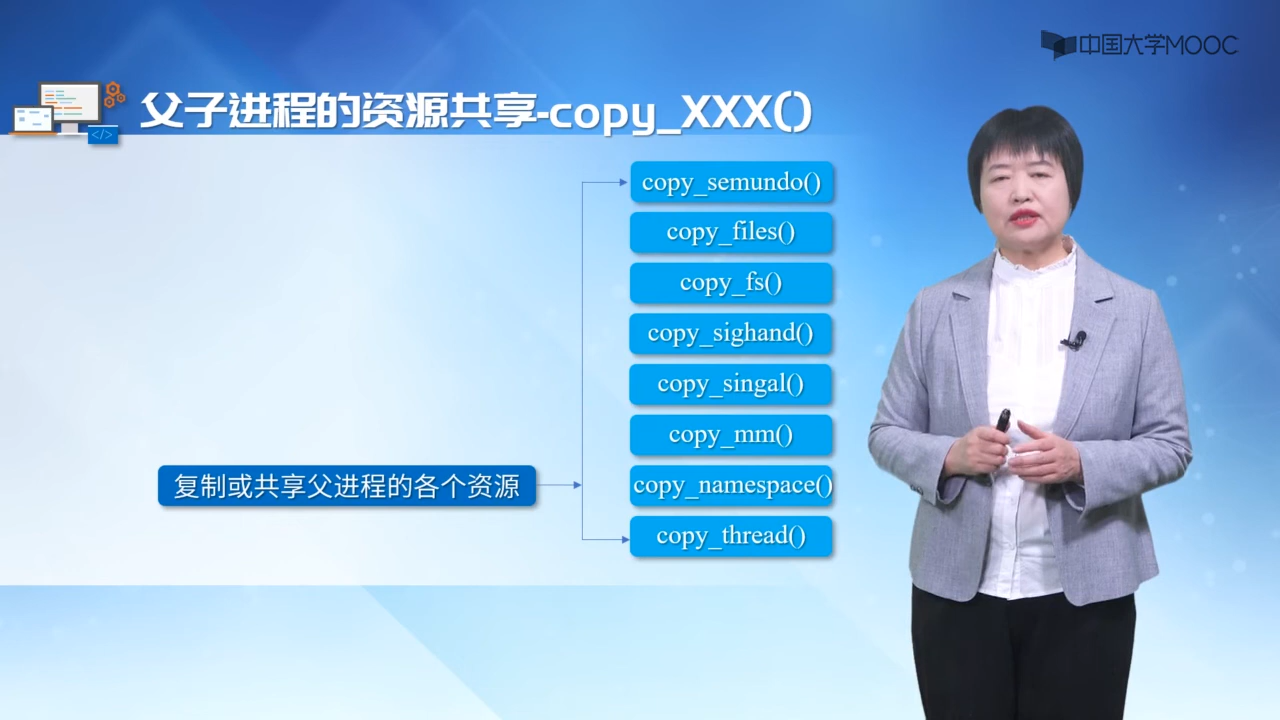 中国大学MOOC
父子进程的资源共享-copy_XXX()
copy_semundo()
copy_files()
copy_fs()
copy_sighand()
copy_singal()
copy_mm()
复制或共享父进程的各个资源
copy_namespace()
copy_thread()